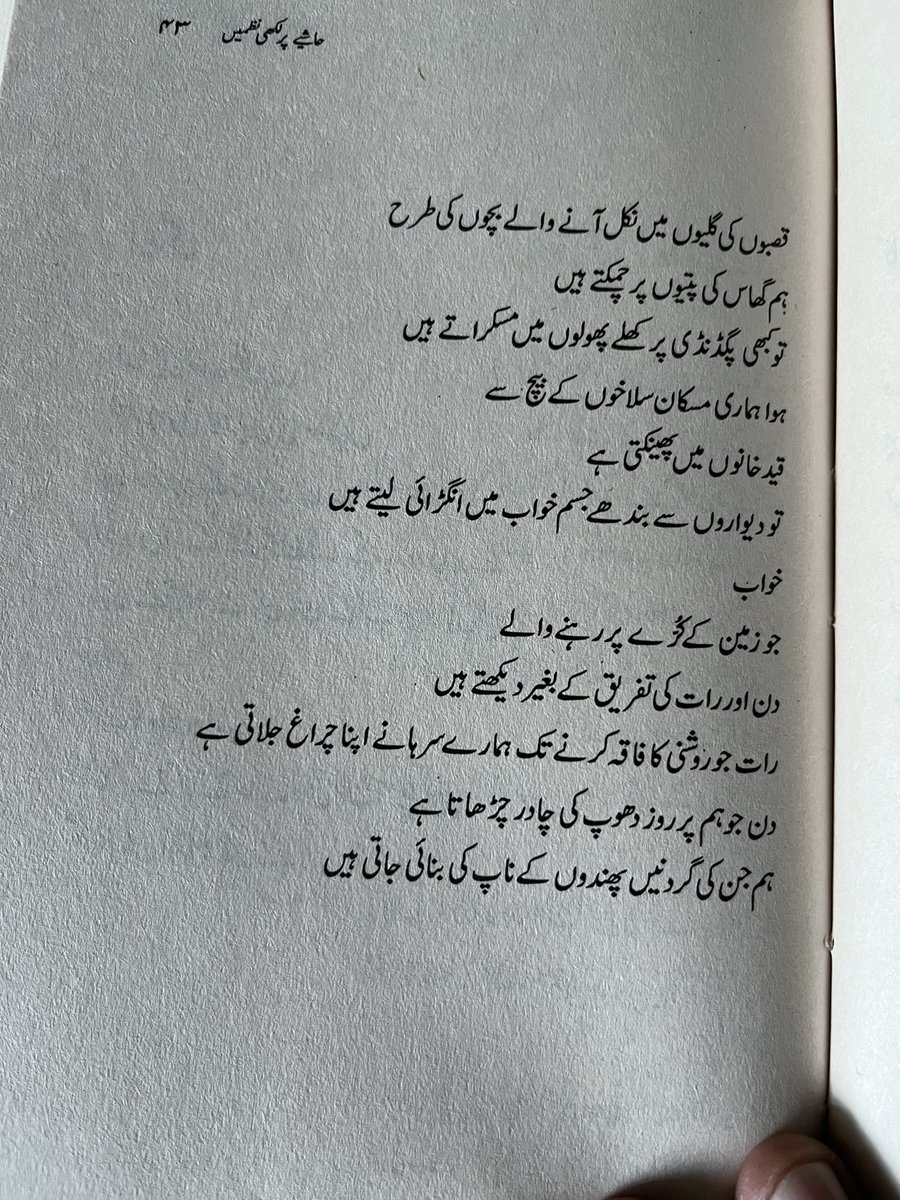 حاشیے پر لکھی نظمیں ۴۳
قصبوں کی گلیوں میں نکل آنے والے بچوں کی طرح
ہم گھاس کی پتیوں پر چمکتے ہیں
تو کبھی پگڈنڈی پر کھلے پھولوں میں مسکراتے ہیں
ہوا ہماری مسکان سلاخوں کے بیچ سے
قید خانوں میں پھینکتی ہے
تو دیواروں سے بندھے جسم خواب میں انگڑائی لیتے ہیں
خواب
جو زمین کے کُرّے پر رہنے والے
دن اور رات کی تفریق کے بغیر دیکھتے ہیں
رات جو روشنی کا فاقہ کرنے تک ہمارے سرہانے اپنا چراغ جلاتی ہے
دن جو ہم پر روز دھوپ کی چادر چڑھاتا ہے
ہم جن کی گردنیں پھندوں کے ناپ کی بنائی جاتی ہیں